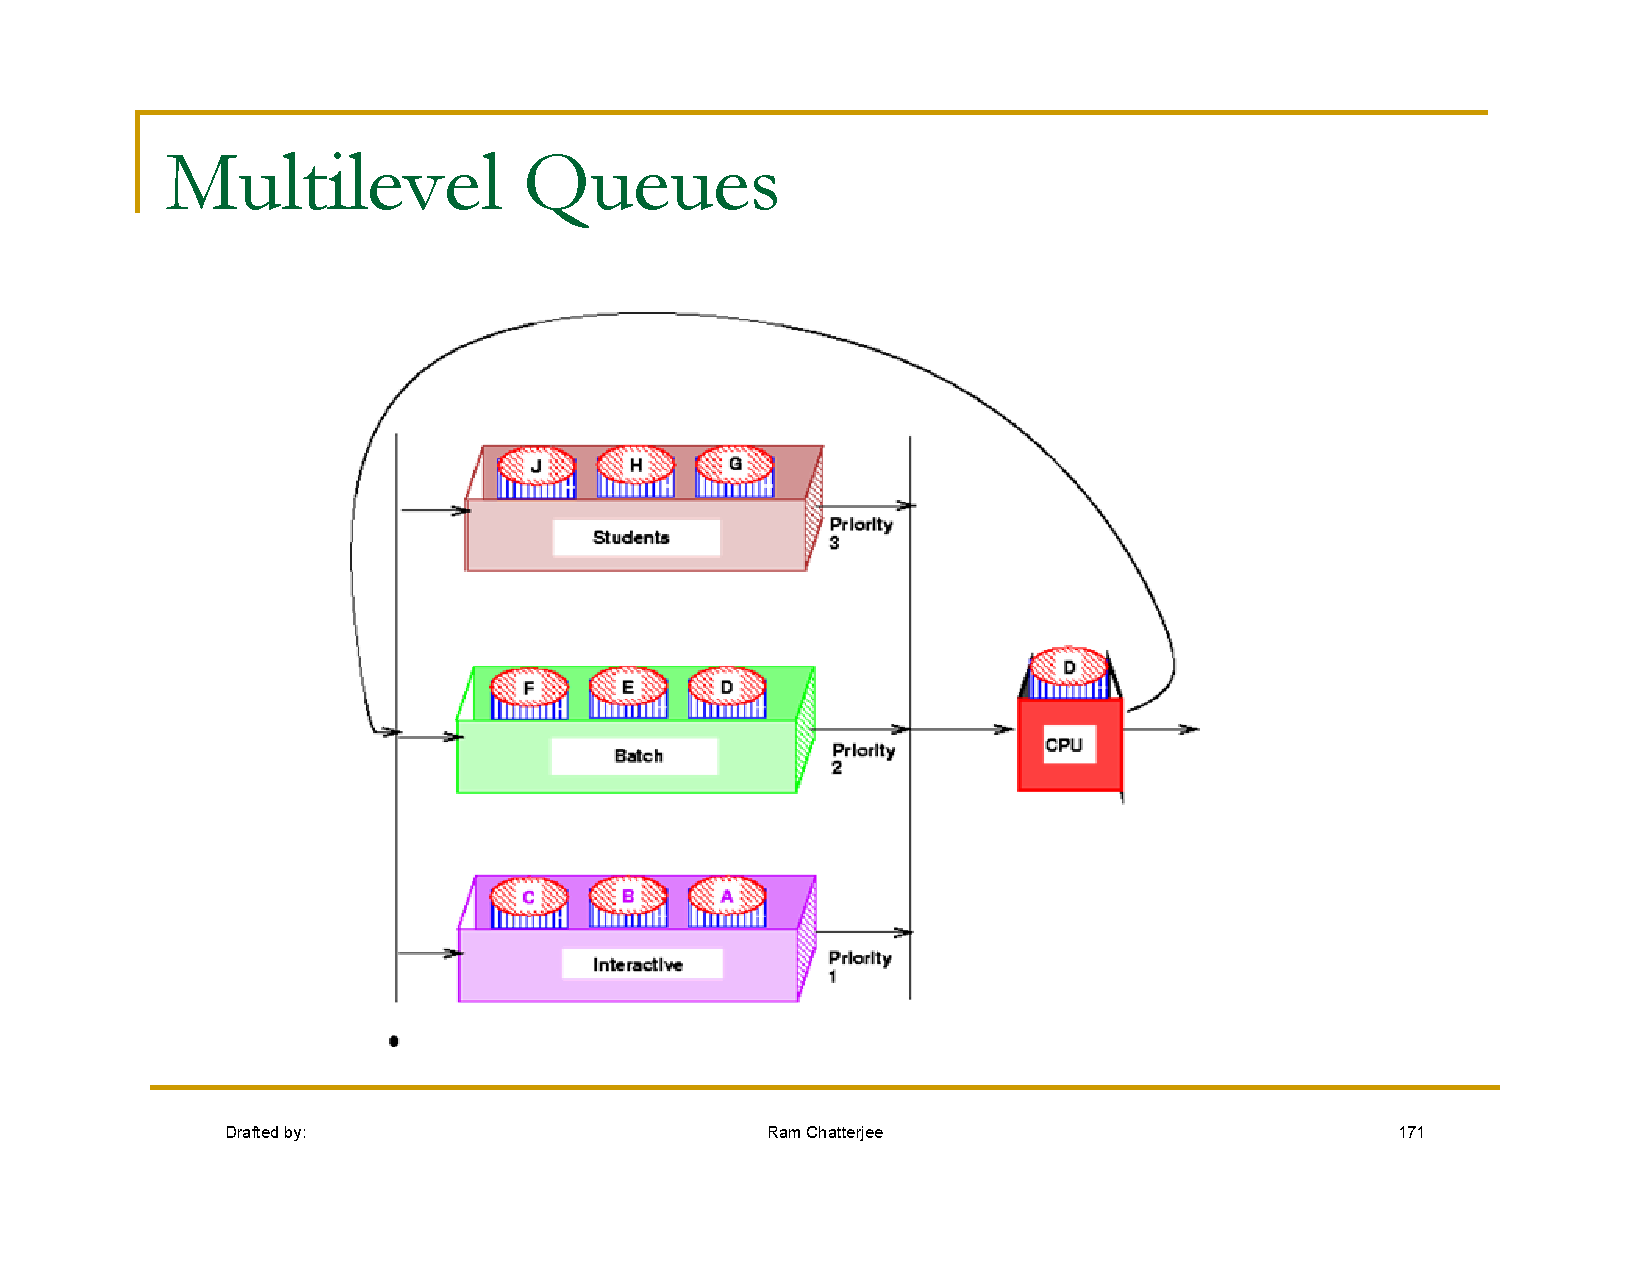 Multilevel Queues
J H G
Students
Priority
3
F E D
Batch
Priority
2
D
CPU
C B A
Interactive
Priority
1
Drafted by:
Ram Chatterjee
171